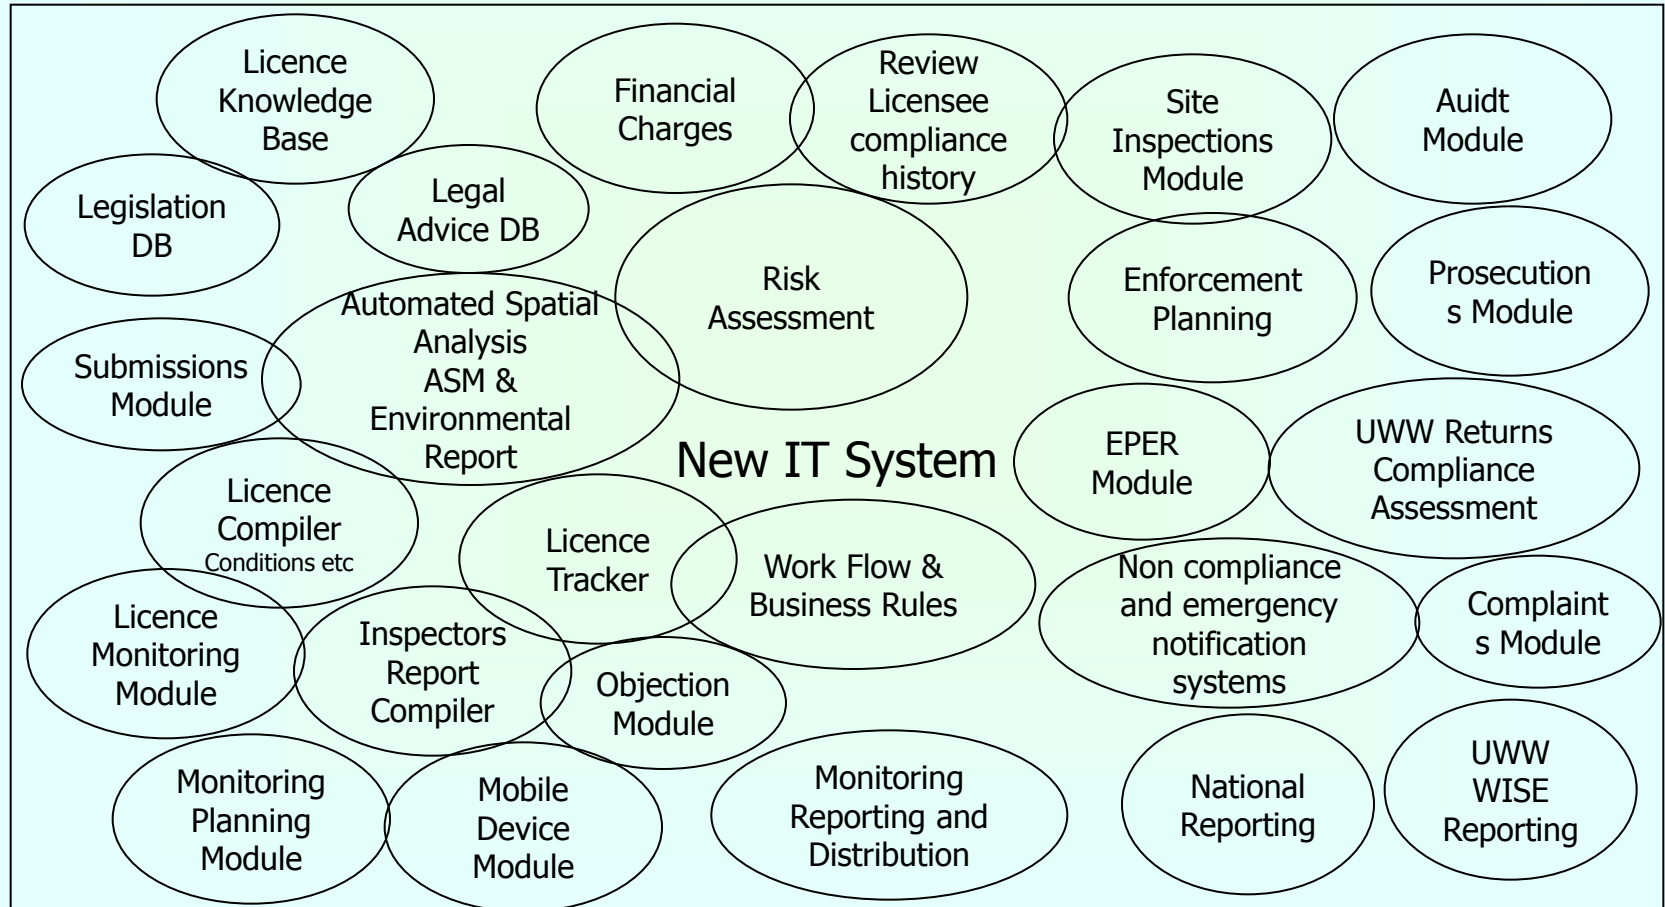 Licence
Knowledge
Base
Financial
Charges
Review
Licensee
compliance
history
Site
Inspections
Module
Auidt
Module
Legislation
DB
Legal
Advice DB
Risk
Assessment
Enforcement
Planning
Prosecution
s Module
Submissions
Module
Automated Spatial
Analysis
ASM &
Environmental
Report
New IT System
EPER
Module
UWW Returns
Compliance
Assessment
Licence
Compiler
Conditions etc
Licence
Tracker
Work Flow &
Business Rules
Non compliance
and emergency
notification
systems
Complaint
s Module
Licence
Monitoring
Module
Inspectors
Report
Compiler
Objection
Module
Monitoring
Planning
Module
Mobile
Device
Module
Monitoring
Reporting and
Distribution
National
Reporting
UWW
WISE
Reporting